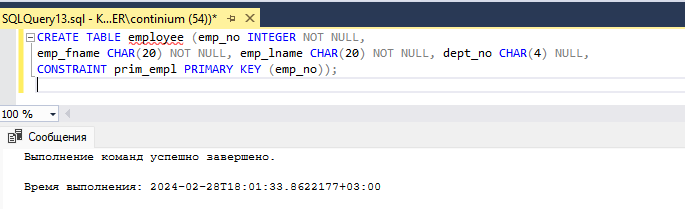 SQLQuery13.sql - K...ER\continium (54))*
CREATE TABLE employee (emp_no INTEGER NOT NULL,
emp_fname CHAR(20) NOT NULL, emp_lname CHAR(20) NOT NULL, dept_no CHAR(4) NULL,
CONSTRAINT prim_empl PRIMARY KEY (emp_no));
100 %
Сообщения
Выполнение команд успешно завершено.
Время выполнения: 2024-02-28T18:01:33.8622177+03:00